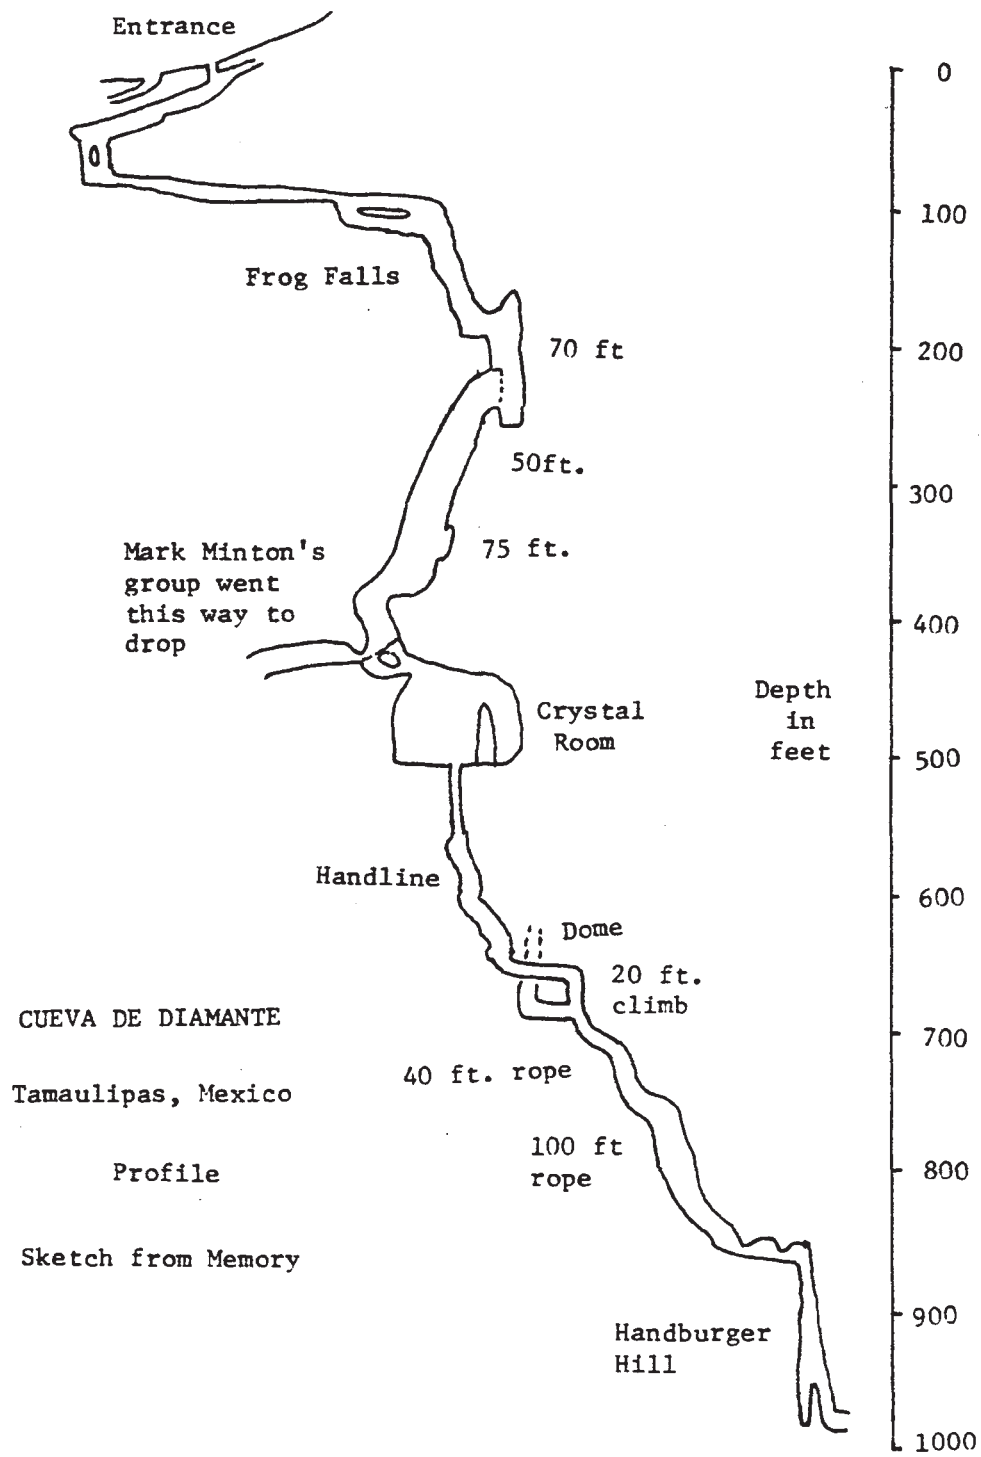 Entrance
0
100
Frog Falls
70 ft
200
50ft.
300
Mark Minton's
group went
this way to
drop
75 ft.
400
Crystal
Room
Depth
in
feet
500
Handline
600
Dome
20 ft.
climb
CUEVA DE DIAMANTE
700
40 ft. rope
Tamaulipas, Mexico
100 ft
rope
800
Profile
Sketch from Memory
900
Handburger
Hill
1000